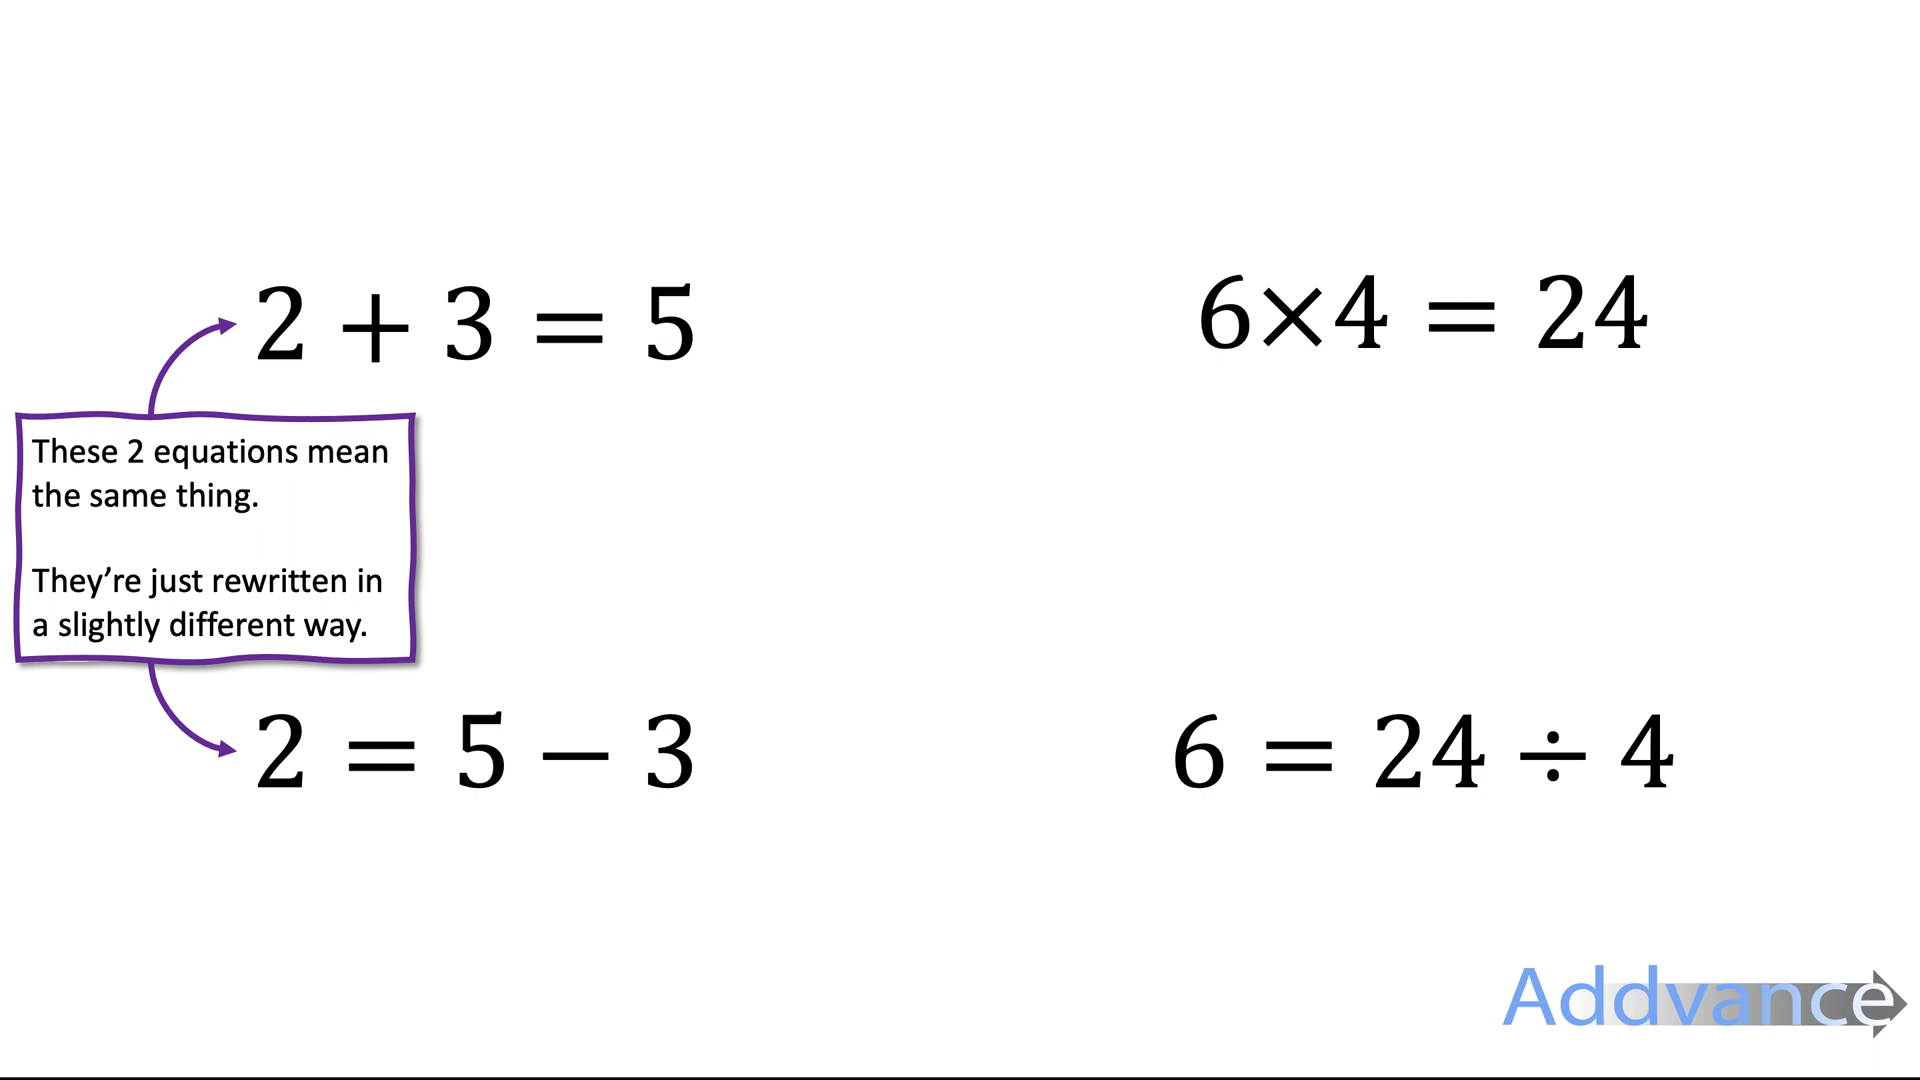 2 + 3 = 5
6×4 = 24
These 2 equations mean
the same thing.
They’re just rewritten in
a slightly different way.
2 = 5 − 3
6 = 24 ÷ 4
Addvance